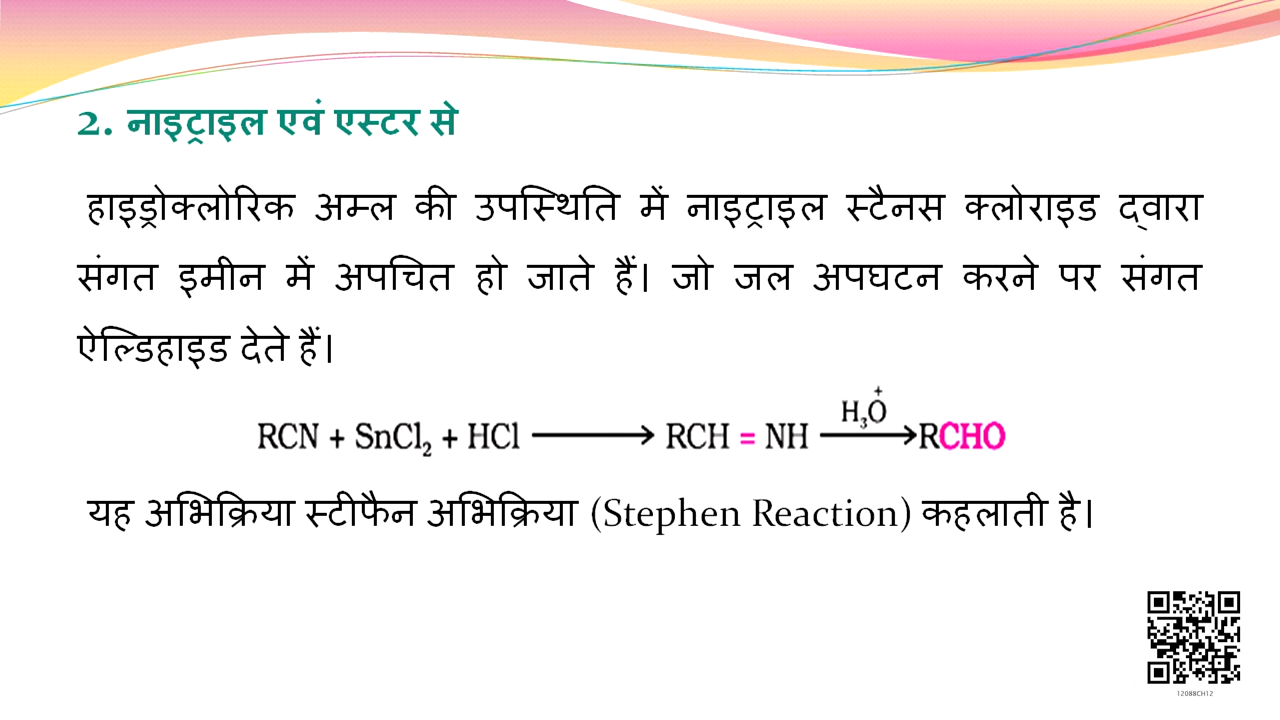 2. नाइट्राइल एवं एस्टर से
हाइड्रोक्लोरिक अम्ल की उपस्थिति में नाइट्राइल स्टैनस क्लोराइड द्वारा
संगत इमीन में अपचित हो जाते हैं। जो जल अपघटन करने पर संगत
ऐल्डिहाइड देते हैं।
RCN + SnCl₂ + HCl ⟶ RCH = NH —H₃O⁺→ RCHO
यह अभिक्रिया स्टीफैन अभिक्रिया (Stephen Reaction) कहलाती है।
12088CH12